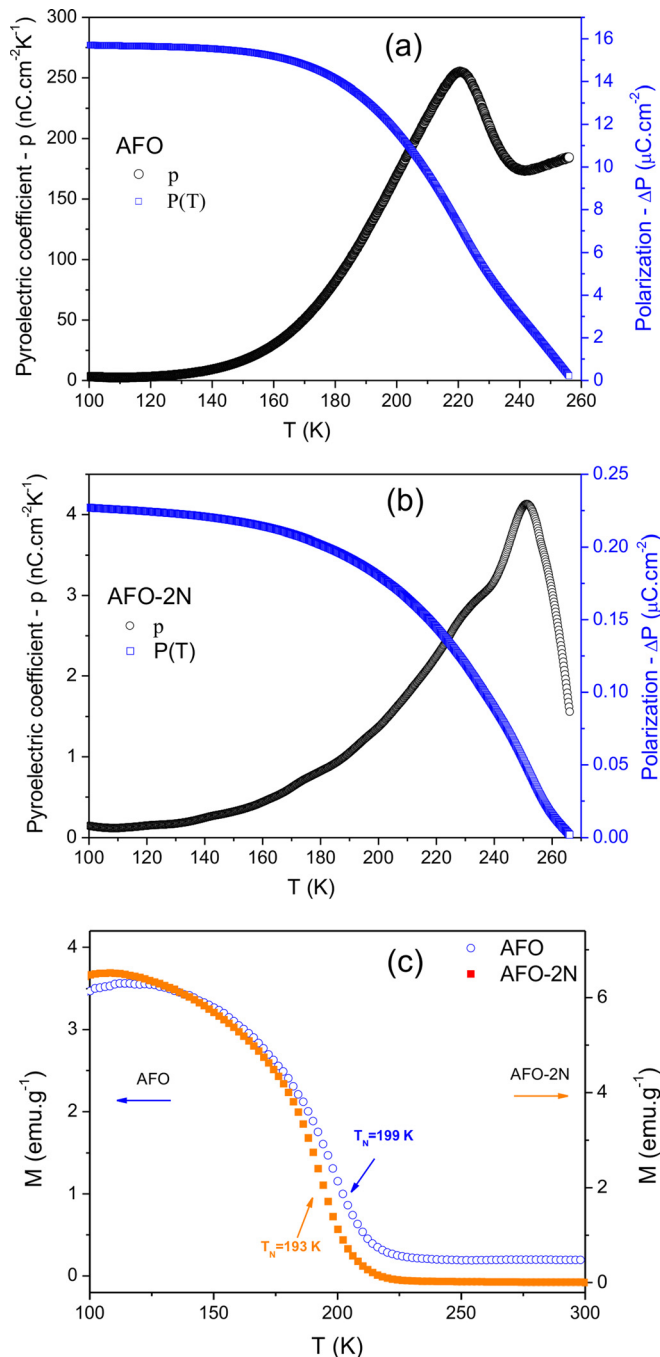 (a)
Pyroelectric coefficient - p (nC.cm-2K-1)
300
250
200
150
100
50
0
AFO
p
P(T)
16
14
12
10
8
6
4
2
0
Polarization - ΔP (μC.cm-2)
100 120 140 160 180 200 220 240 260
T (K)
(b)
Pyroelectric coefficient - p (nC.cm-2K-1)
4
3
2
1
0
AFO-2N
p
P(T)
0.25
0.20
0.15
0.10
0.05
0.00
Polarization - ΔP (μC.cm-2)
100 120 140 160 180 200 220 240 260
T (K)
(c)
AFO
AFO-2N
M (emu.g-1)
4
3
2
1
0
AFO
AFO-2N
TN=199 K
TN=193 K
6
4
2
0
M (emu.g-1)
100 150 200 250 300
T (K)